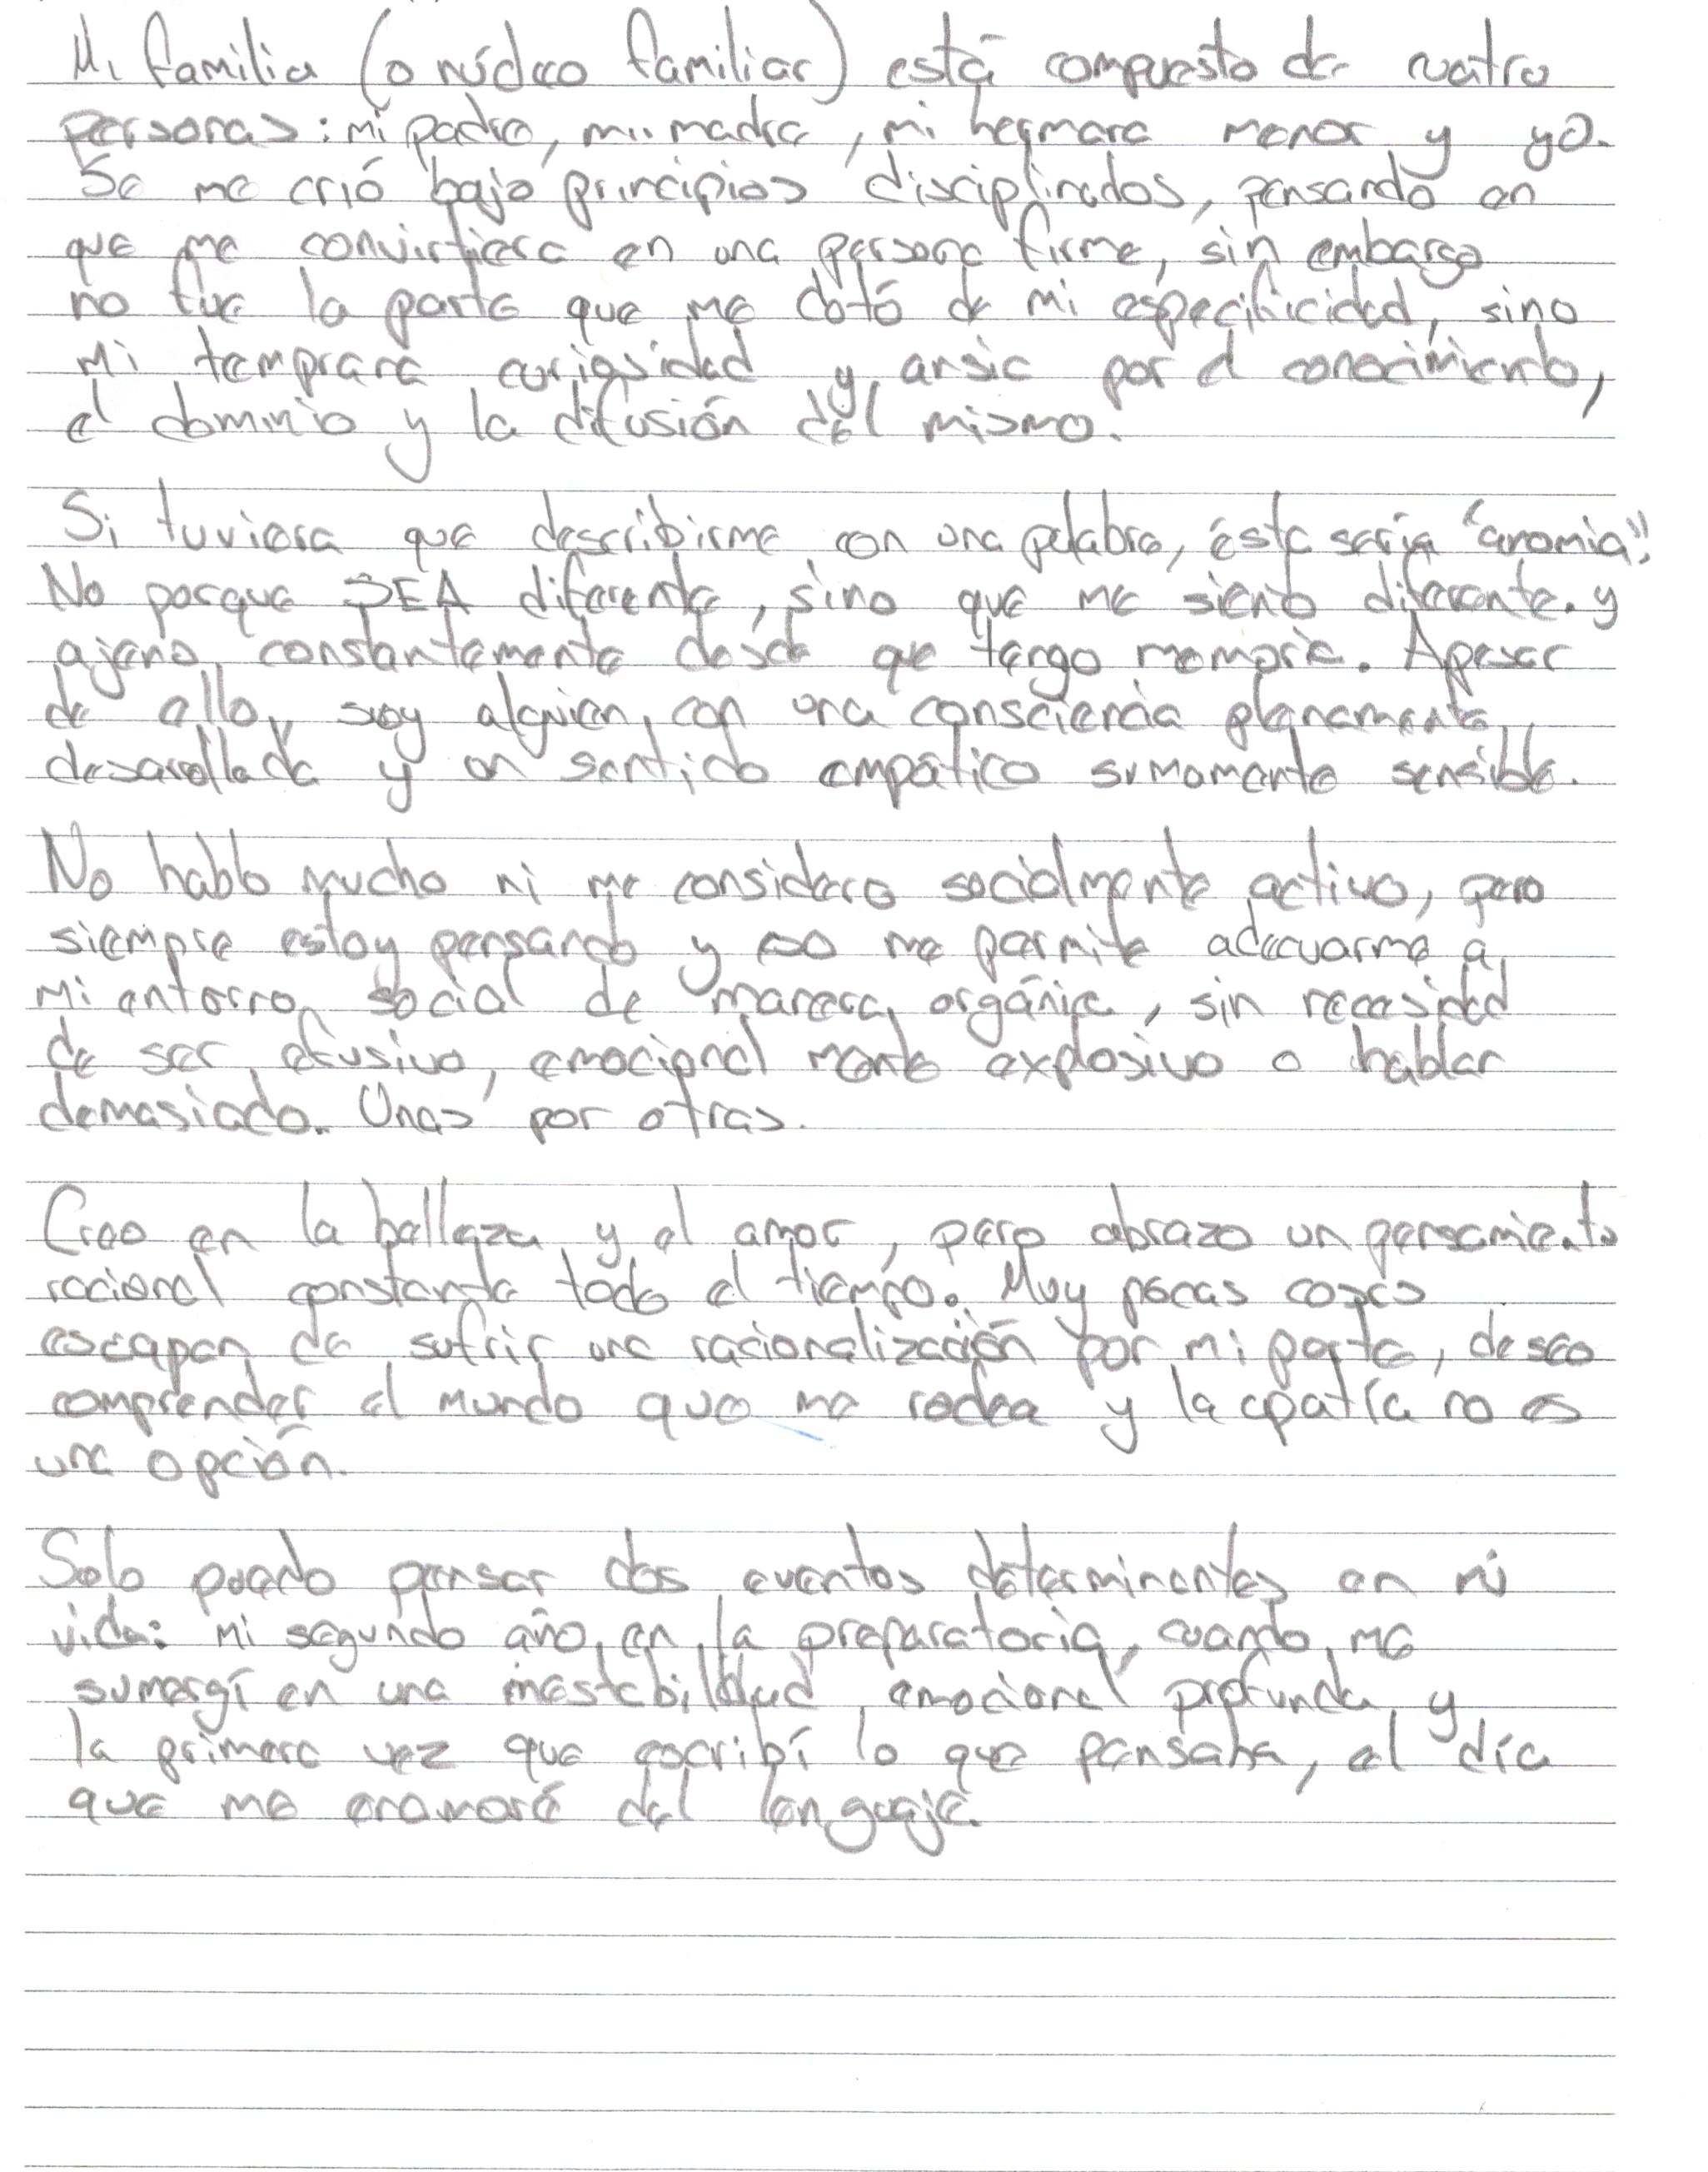 Mi familia (o núcleo familiar) está compuesto de cuatro
personas: mi padre, mi madre, mi hermana menor y yo.
Se me crió bajo principios disciplinados, pensando en
que me convirtiera en una persona firme, sin embargo
no fue la parte que me dotó de mi especificidad, sino
mi temprana curiosidad y ansia por el conocimiento,
el dominio y la difusión del mismo.
Si tuviera que describirme con una palabra, ésta sería "anomia".
No porque SEA diferente, sino que me siento diferente y
ajeno, constantemente desde que tengo memoria. Apesar
de ello, soy alguien con una consciencia plenamente
desarollada y un sentido empático sumamente sensible.
No hablo mucho ni me considero socialmente activo, pero
siempre estoy pensando y eso me permite adecuarme a
mi entorno social de manera orgánica, sin necesidad
de ser efusivo, emocional mente explosivo o hablar
demasiado. Unas por otras.
Creo en la belleza y el amor, pero abrazo un pensamiento
racional constante todo el tiempo. Muy pocas cosas
escapan de sufrir una racionalización por mi parte, deseo
comprender el mundo que me rodea y la apatía no es
una opción.
Solo puedo pensar dos eventos determinantes en mi
vida: mi segundo año en la preparatoria, cuando me
sumergí en una inestabilidad emocional profunda y
la primera vez que escribí lo que pensaba, el día
que me enamoré del lenguaje.